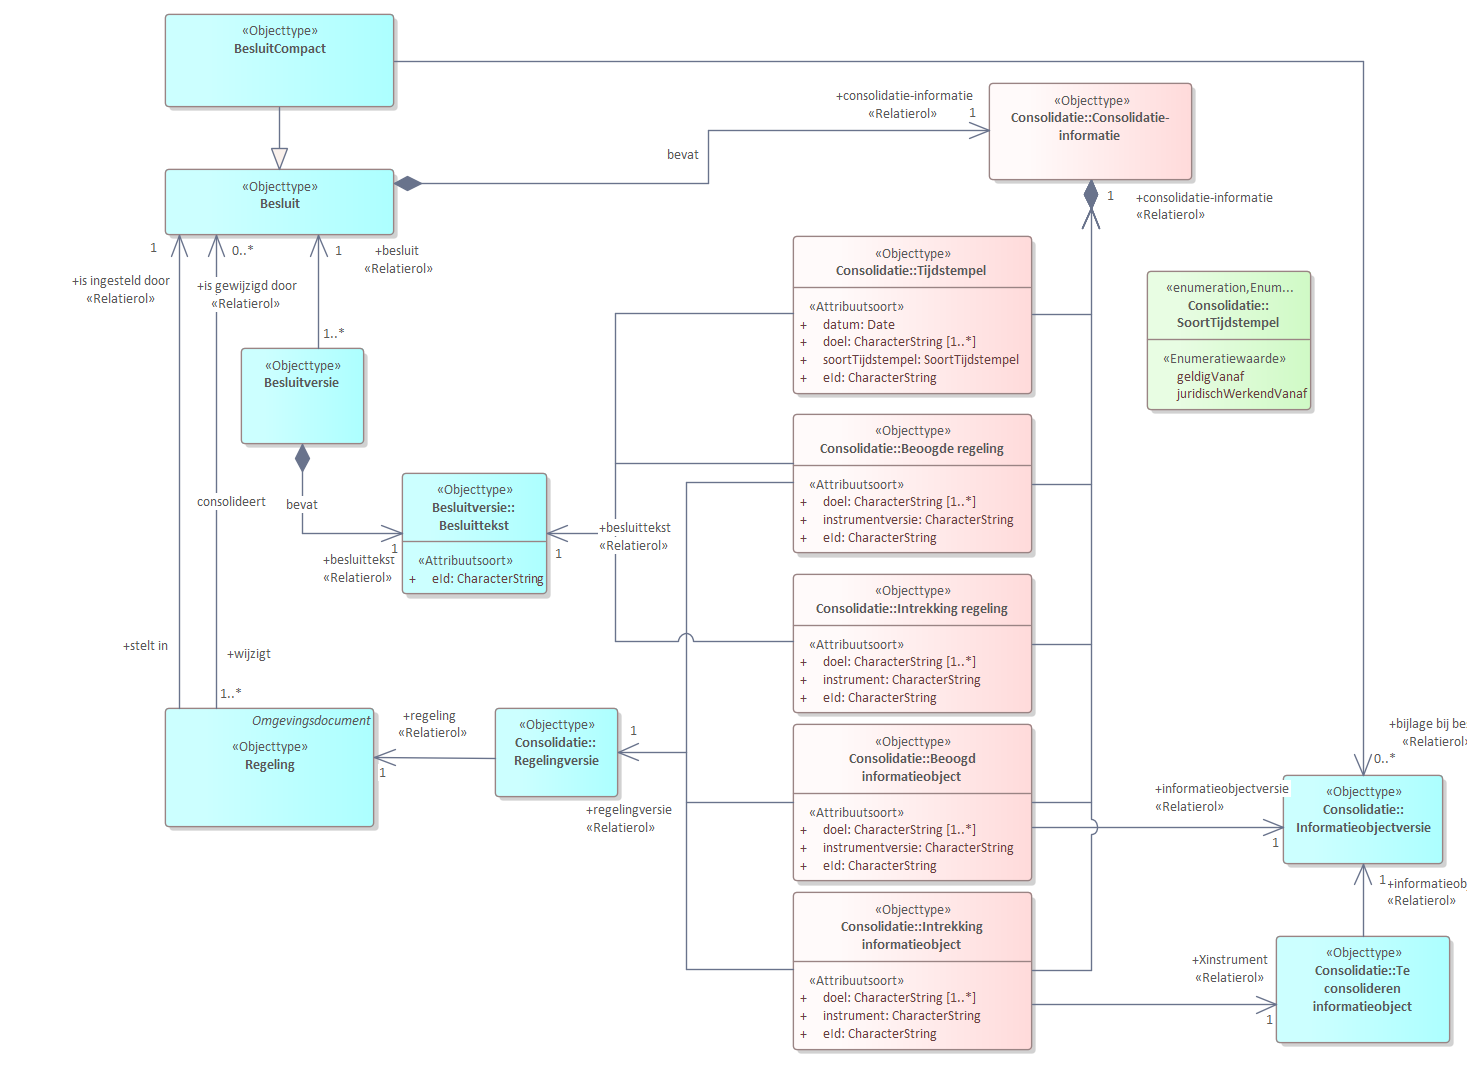 «Objecttype»
BesluitCompact
+consolidatie-informatie
«Relatierol»
1
«Objecttype»
Consolidatie::Consolidatie-
informatie
bevat
«Objecttype»
Besluit
1
+consolidatie-informatie
«Relatierol»
1
0..*
1
+besluit
«Relatierol»
+is ingesteld door
«Relatierol»
+is gewijzigd door
«Relatierol»
1..*
«Objecttype»
Consolidatie::Tijdstempel
«Attribuutsoort»
+ datum: Date
+ doel: CharacterString [1..*]
+ soortTijdstempel: SoortTijdstempel
+ eId: CharacterString
«enumeration,Enum...
Consolidatie::
SoortTijdstempel
«Enumeratiewaarde»
geldigVanaf
juridischWerkendVanaf
«Objecttype»
Besluitversie
«Objecttype»
Consolidatie::Beoogde regeling
«Attribuutsoort»
+ doel: CharacterString [1..*]
+ instrumentversie: CharacterString
+ eId: CharacterString
consolideert
bevat
«Objecttype»
Besluitversie::
Besluittekst
«Attribuutsoort»
+ eId: CharacterString
1
+besluittekst
«Relatierol»
+besluittekst
«Relatierol»
1
«Objecttype»
Consolidatie::Intrekking regeling
«Attribuutsoort»
+ doel: CharacterString [1..*]
+ instrument: CharacterString
+ eId: CharacterString
+stelt in
+wijzigt
1..*
Omgevingsdocument
«Objecttype»
Regeling
+regeling
«Relatierol»
1
«Objecttype»
Consolidatie::
Regelingversie
1
+regelingversie
«Relatierol»
«Objecttype»
Consolidatie::Beoogd
informatieobject
«Attribuutsoort»
+ doel: CharacterString [1..*]
+ instrumentversie: CharacterString
+ eId: CharacterString
+bijlage bij be
«Relatierol»
0..*
+informatieobjectversie
«Relatierol»
1
«Objecttype»
Consolidatie::
Informatieobjectversie
1
+informatieob
«Relatierol»
«Objecttype»
Consolidatie::Intrekking
informatieobject
«Attribuutsoort»
+ doel: CharacterString [1..*]
+ instrument: CharacterString
+ eId: CharacterString
+Xinstrument
«Relatierol»
1
«Objecttype»
Consolidatie::Te
consolideren
informatieobject